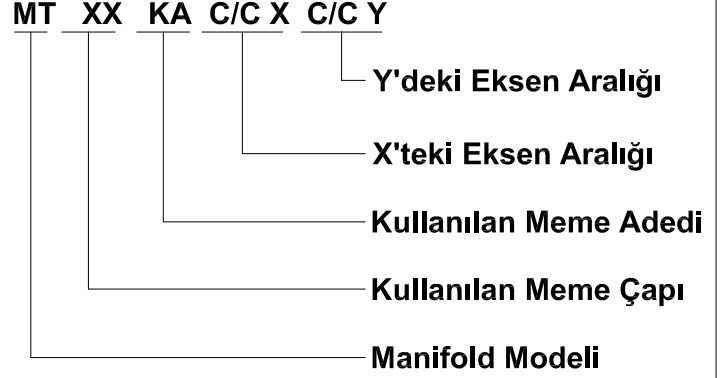 MT XX KA C/C X C/C Y
Y'deki Eksen Aralığı
X'teki Eksen Aralığı
Kullanılan Meme Adedi
Kullanılan Meme Çapı
Manifold Modeli